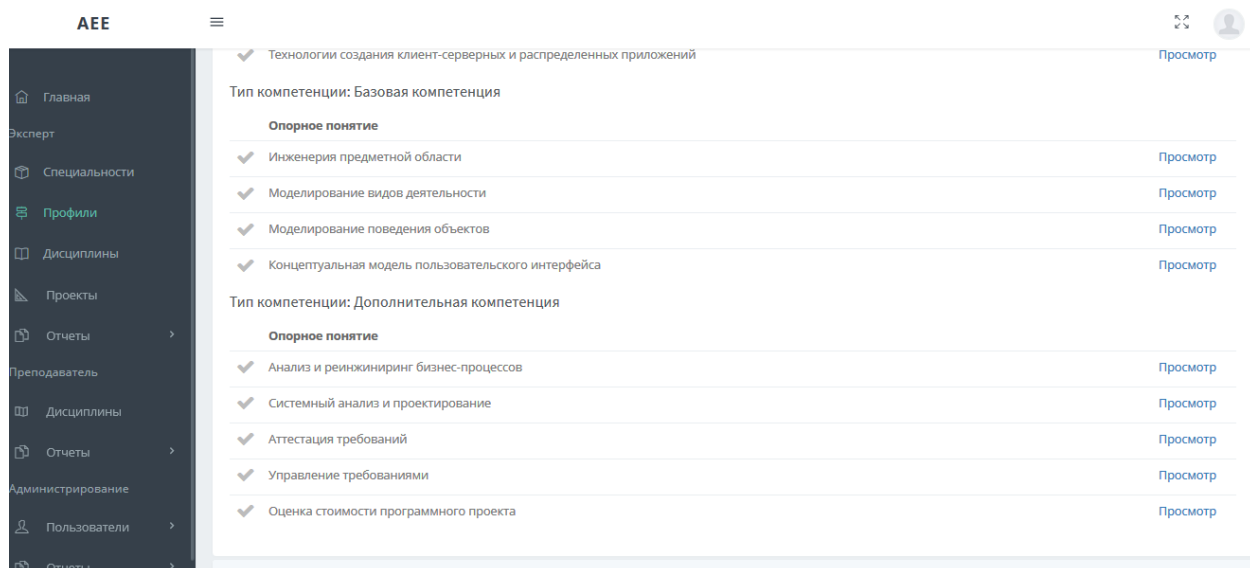 AEE
Главная
Эксперт
Специальности
Профили
Дисциплины
Проекты
Отчеты
Преподаватель
Дисциплины
Отчеты
Администрирование
Пользователи
Отчеты
Технологии создания клиент-серверных и распределенных приложений Просмотр
Тип компетенции: Базовая компетенция
Опорное понятие
Инженерия предметной области Просмотр
Моделирование видов деятельности Просмотр
Моделирование поведения объектов Просмотр
Концептуальная модель пользовательского интерфейса Просмотр
Тип компетенции: Дополнительная компетенция
Опорное понятие
Анализ и реинжиниринг бизнес-процессов Просмотр
Системный анализ и проектирование Просмотр
Аттестация требований Просмотр
Управление требованиями Просмотр
Оценка стоимости программного проекта Просмотр